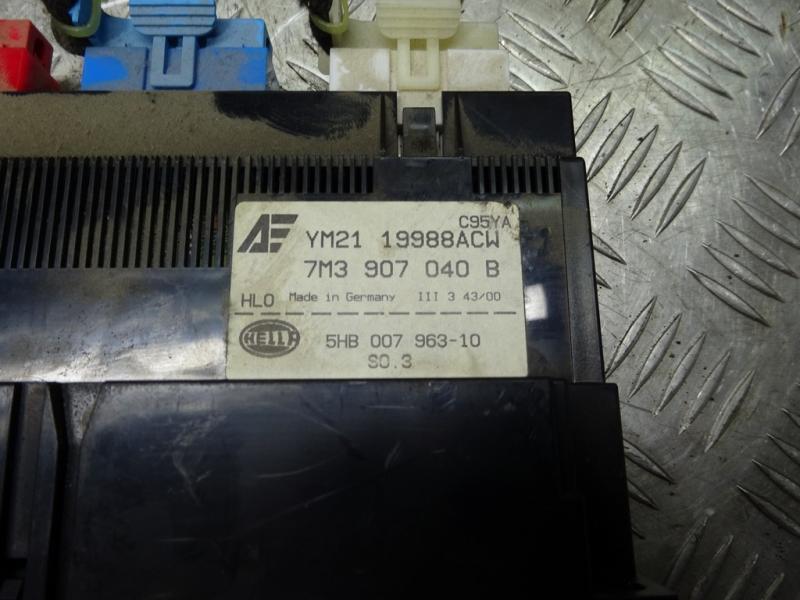 C95YA
AE YM21 19988ACW
7M3 907 040 B
HLO Made in Germany III 3 43/00
HELLA 5HB 007 963-10
SO.3